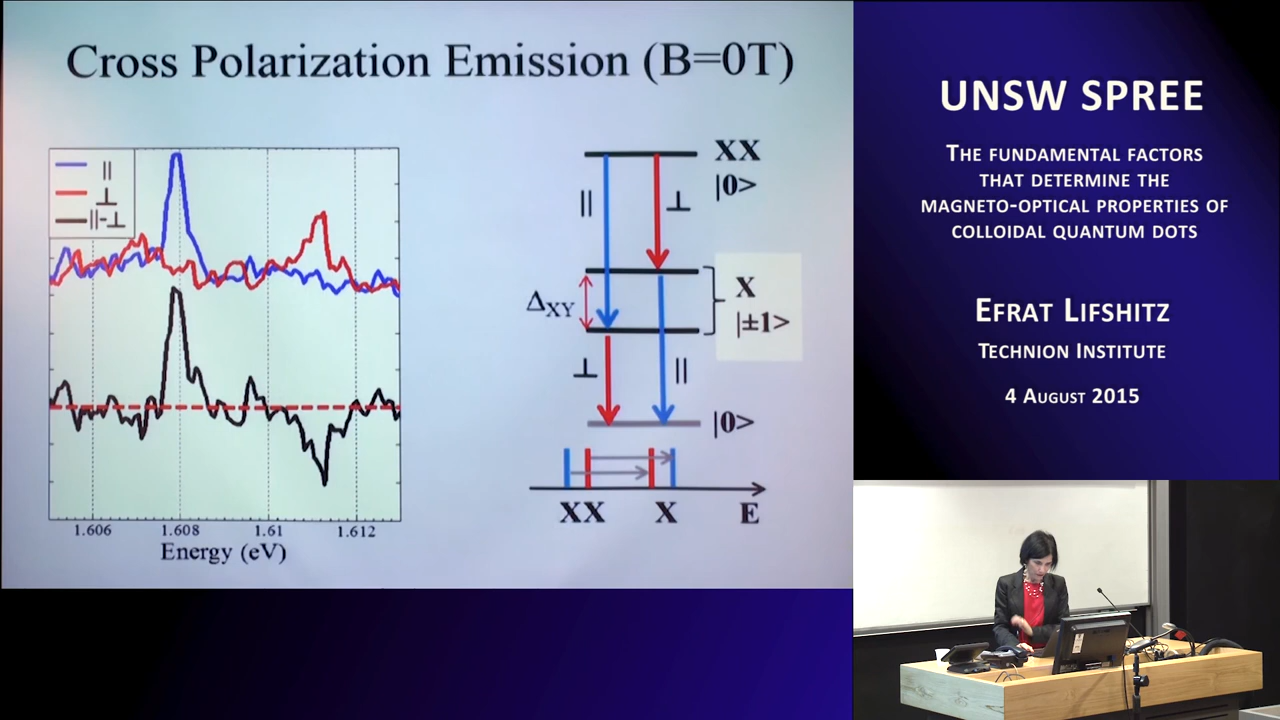 Cross Polarization Emission (B=0T)
||
⊥
||-⊥
1.606
1.608
1.61
1.612
Energy (eV)
XX
|0>
||
⊥
ΔXY
X
|±1>
⊥
||
|0>
XX
X
E
UNSW SPREE
THE FUNDAMENTAL FACTORS
THAT DETERMINE THE
MAGNETO-OPTICAL PROPERTIES OF
COLLOIDAL QUANTUM DOTS
EFRAT LIFSHITZ
TECHNION INSTITUTE
4 AUGUST 2015